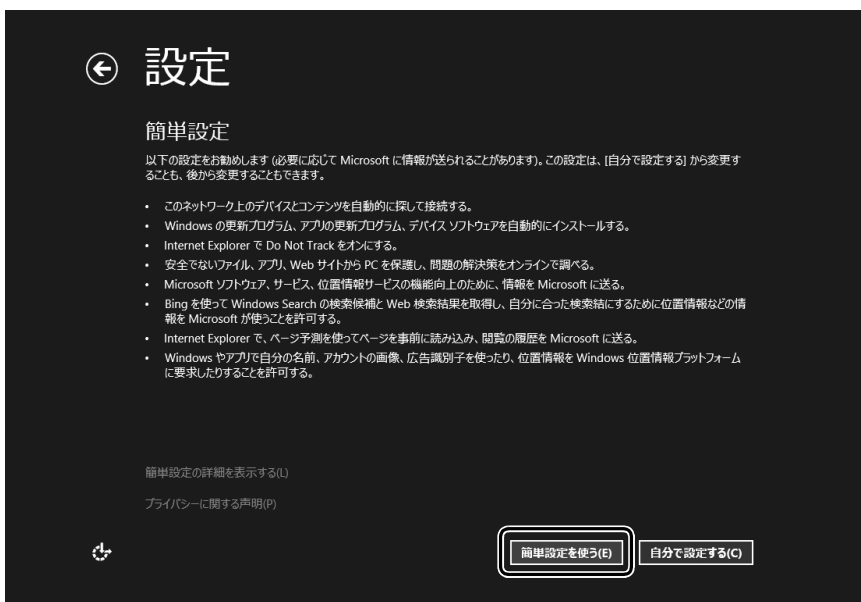 設定
簡単設定
以下の設定をお勧めします (必要に応じて Microsoft に情報が送られることがあります)。この設定は、[自分で設定する] から変更す
ることも、後から変更することもできます。
• このネットワーク上のデバイスとコンテンツを自動的に探して接続する。
• Windows の更新プログラム、アプリの更新プログラム、デバイス ソフトウェアを自動的にインストールする。
• Internet Explorer で Do Not Track をオンにする。
• 安全でないファイル、アプリ、Web サイトから PC を保護し、問題の解決策をオンラインで調べる。
• Microsoft ソフトウェア、サービス、位置情報サービスの機能向上のために、情報を Microsoft に送る。
• Bing を使って Windows Search の検索候補と Web 検索結果を取得し、自分に合った検索結にするために位置情報などの情
報を Microsoft が使うことを許可する。
• Internet Explorer で、ページ予測を使ってページを事前に読み込み、閲覧の履歴を Microsoft に送る。
• Windows やアプリで自分の名前、アカウントの画像、広告識別子を使ったり、位置情報を Windows 位置情報プラットフォーム
に要求したりすることを許可する。
簡単設定の詳細を表示する(L)
プライバシーに関する声明(P)
簡単設定を使う(E)
自分で設定する(C)